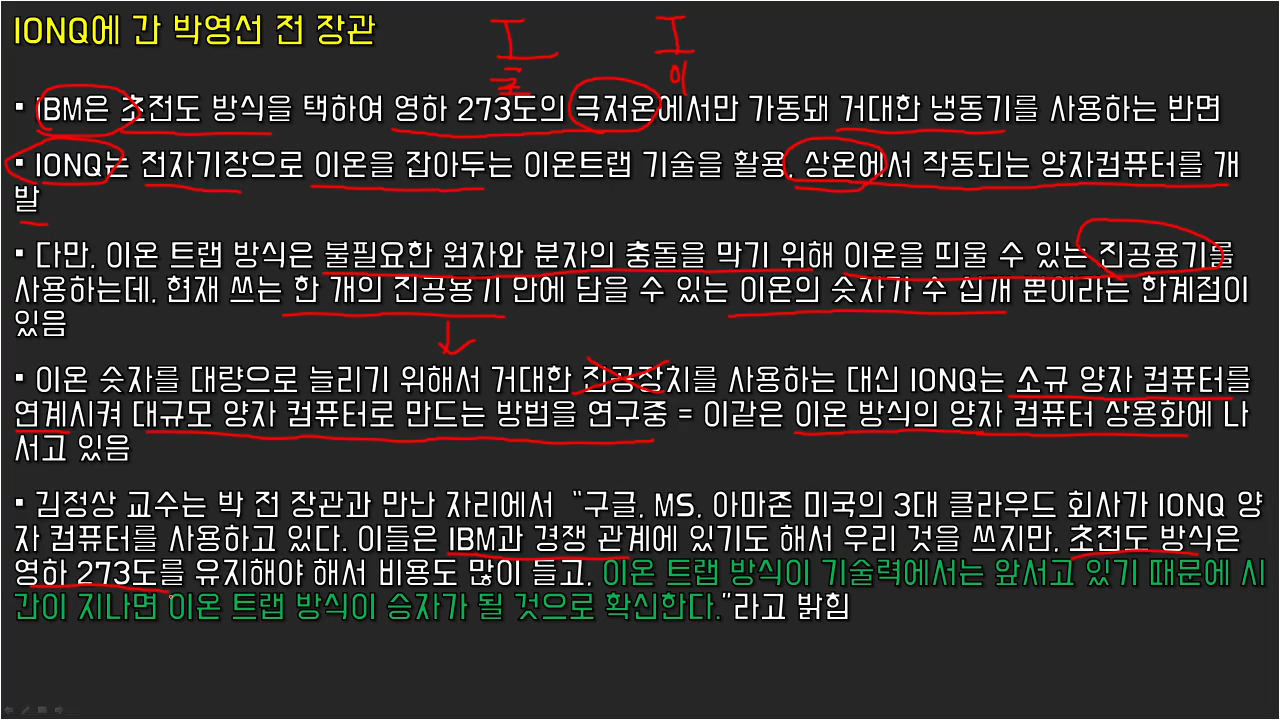 IONQ에 간 박영선 전 장관
▪ IBM은 초전도 방식을 택하여 영하 273도의 극저온에서만 가동돼 거대한 냉동기를 사용하는 반면
▪ IONQ는 전자기장으로 이온을 잡아두는 이온트랩 기술을 활용, 상온에서 작동되는 양자컴퓨터를 개
발
▪ 다만, 이온 트랩 방식은 불필요한 원자와 분자의 충돌을 막기 위해 이온을 띄울 수 있는 진공용기를
사용하는데, 현재 쓰는 한 개의 진공용기 안에 담을 수 있는 이온의 숫자가 수 십개 뿐이라는 한계점이
있음
▪ 이온 숫자를 대량으로 늘리기 위해서 거대한 진공장치를 사용하는 대신 IONQ는 소규 양자 컴퓨터를
연계시켜 대규모 양자 컴퓨터로 만드는 방법을 연구중 = 이같은 이온 방식의 양자 컴퓨터 상용화에 나
서고 있음
▪ 김정상 교수는 박 전 장관과 만난 자리에서 "구글, MS, 아마존 미국의 3대 클라우드 회사가 IONQ 양
자 컴퓨터를 사용하고 있다. 이들은 IBM과 경쟁 관계에 있기도 해서 우리 것을 쓰지만, 초전도 방식은
영하 273도를 유지해야 해서 비용도 많이 들고, 이온 트랩 방식이 기술력에서는 앞서고 있기 때문에 시
간이 지나면 이온 트랩 방식이 승자가 될 것으로 확신한다."라고 밝힘